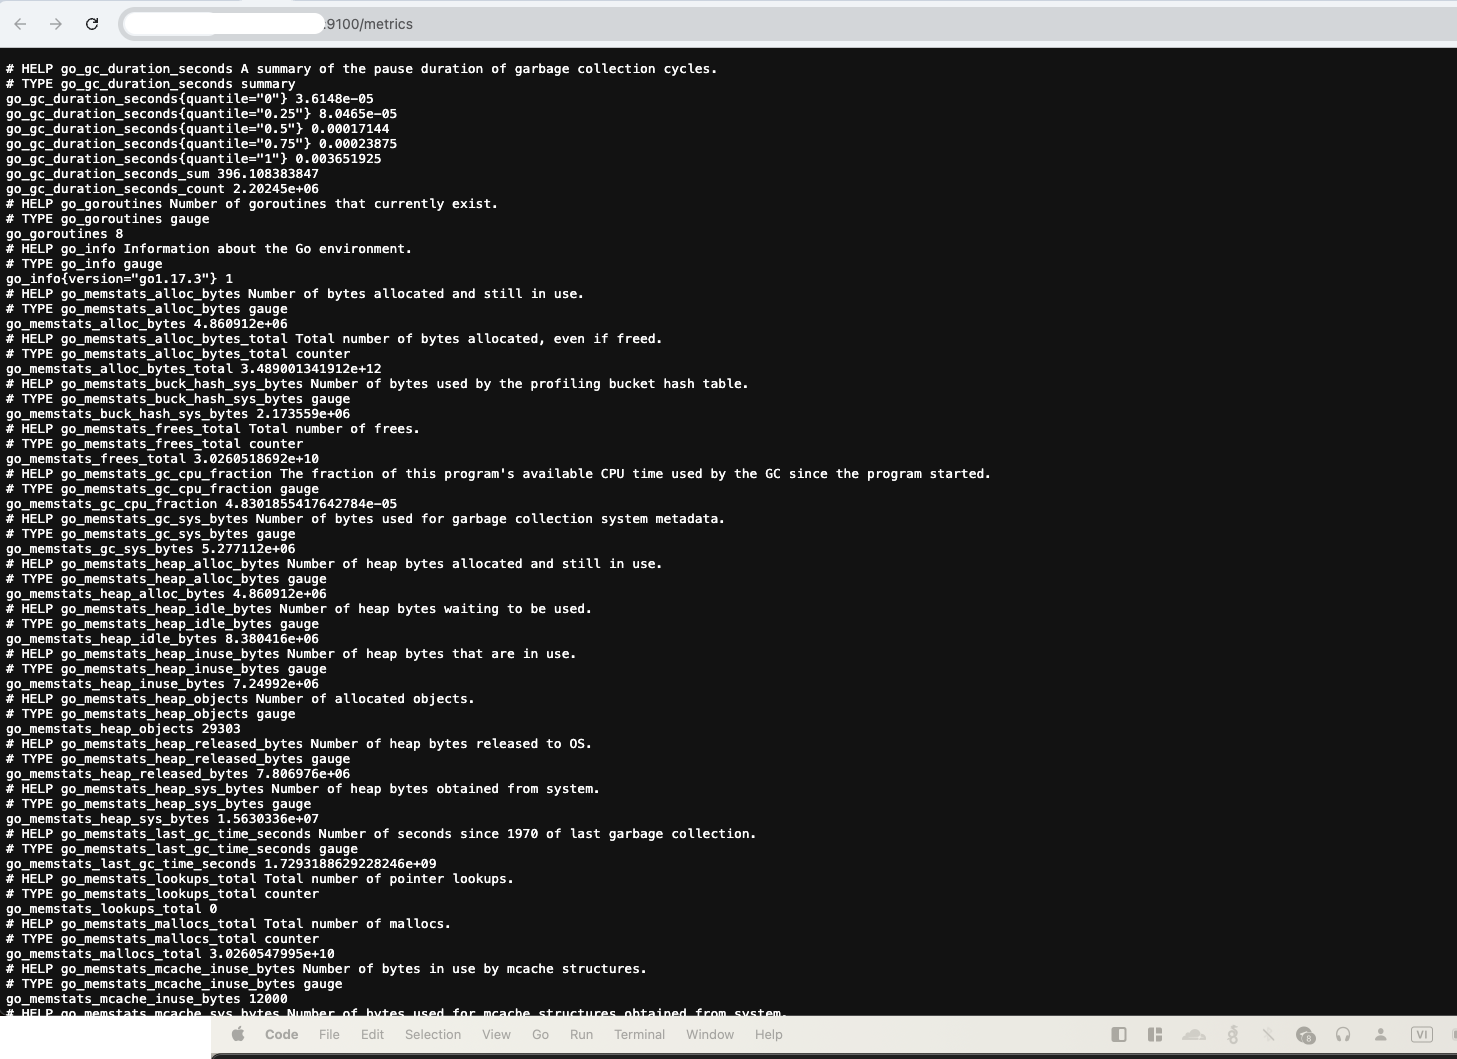 :9100/metrics
# HELP go_gc_duration_seconds A summary of the pause duration of garbage collection cycles.
# TYPE go_gc_duration_seconds summary
go_gc_duration_seconds{quantile="0"} 3.6148e-05
go_gc_duration_seconds{quantile="0.25"} 8.0465e-05
go_gc_duration_seconds{quantile="0.5"} 0.00017144
go_gc_duration_seconds{quantile="0.75"} 0.00023875
go_gc_duration_seconds{quantile="1"} 0.003651925
go_gc_duration_seconds_sum 396.108383847
go_gc_duration_seconds_count 2.20245e+06
# HELP go_goroutines Number of goroutines that currently exist.
# TYPE go_goroutines gauge
go_goroutines 8
# HELP go_info Information about the Go environment.
# TYPE go_info gauge
go_info{version="go1.17.3"} 1
# HELP go_memstats_alloc_bytes Number of bytes allocated and still in use.
# TYPE go_memstats_alloc_bytes gauge
go_memstats_alloc_bytes 4.860912e+06
# HELP go_memstats_alloc_bytes_total Total number of bytes allocated, even if freed.
# TYPE go_memstats_alloc_bytes_total counter
go_memstats_alloc_bytes_total 3.489001341912e+12
# HELP go_memstats_buck_hash_sys_bytes Number of bytes used by the profiling bucket hash table.
# TYPE go_memstats_buck_hash_sys_bytes gauge
go_memstats_buck_hash_sys_bytes 2.173559e+06
# HELP go_memstats_frees_total Total number of frees.
# TYPE go_memstats_frees_total counter
go_memstats_frees_total 3.0260518692e+10
# HELP go_memstats_gc_cpu_fraction The fraction of this program's available CPU time used by the GC since the program started.
# TYPE go_memstats_gc_cpu_fraction gauge
go_memstats_gc_cpu_fraction 4.8301855417642784e-05
# HELP go_memstats_gc_sys_bytes Number of bytes used for garbage collection system metadata.
# TYPE go_memstats_gc_sys_bytes gauge
go_memstats_gc_sys_bytes 5.277112e+06
# HELP go_memstats_heap_alloc_bytes Number of heap bytes allocated and still in use.
# TYPE go_memstats_heap_alloc_bytes gauge
go_memstats_heap_alloc_bytes 4.860912e+06
# HELP go_memstats_heap_idle_bytes Number of heap bytes waiting to be used.
# TYPE go_memstats_heap_idle_bytes gauge
go_memstats_heap_idle_bytes 8.380416e+06
# HELP go_memstats_heap_inuse_bytes Number of heap bytes that are in use.
# TYPE go_memstats_heap_inuse_bytes gauge
go_memstats_heap_inuse_bytes 7.24992e+06
# HELP go_memstats_heap_objects Number of allocated objects.
# TYPE go_memstats_heap_objects gauge
go_memstats_heap_objects 29303
# HELP go_memstats_heap_released_bytes Number of heap bytes released to OS.
# TYPE go_memstats_heap_released_bytes gauge
go_memstats_heap_released_bytes 7.806976e+06
# HELP go_memstats_heap_sys_bytes Number of heap bytes obtained from system.
# TYPE go_memstats_heap_sys_bytes gauge
go_memstats_heap_sys_bytes 1.5630336e+07
# HELP go_memstats_last_gc_time_seconds Number of seconds since 1970 of last garbage collection.
# TYPE go_memstats_last_gc_time_seconds gauge
go_memstats_last_gc_time_seconds 1.7293188629228246e+09
# HELP go_memstats_lookups_total Total number of pointer lookups.
# TYPE go_memstats_lookups_total counter
go_memstats_lookups_total 0
# HELP go_memstats_mallocs_total Total number of mallocs.
# TYPE go_memstats_mallocs_total counter
go_memstats_mallocs_total 3.0260547995e+10
# HELP go_memstats_mcache_inuse_bytes Number of bytes in use by mcache structures.
# TYPE go_memstats_mcache_inuse_bytes gauge
go_memstats_mcache_inuse_bytes 12000
# HELP go_memstats_mcache_sys_bytes Number of bytes used for mcache structures obtained from system.
Code File Edit Selection View Go Run Terminal Window Help 8 VI